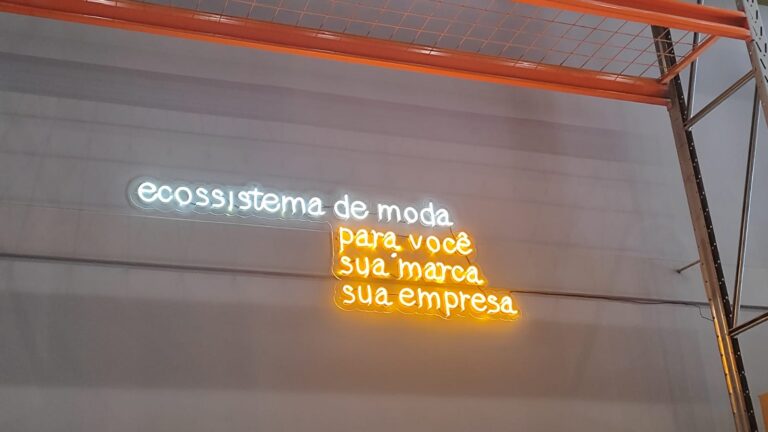 ecossistema de moda
para você
sua marca
sua empresa